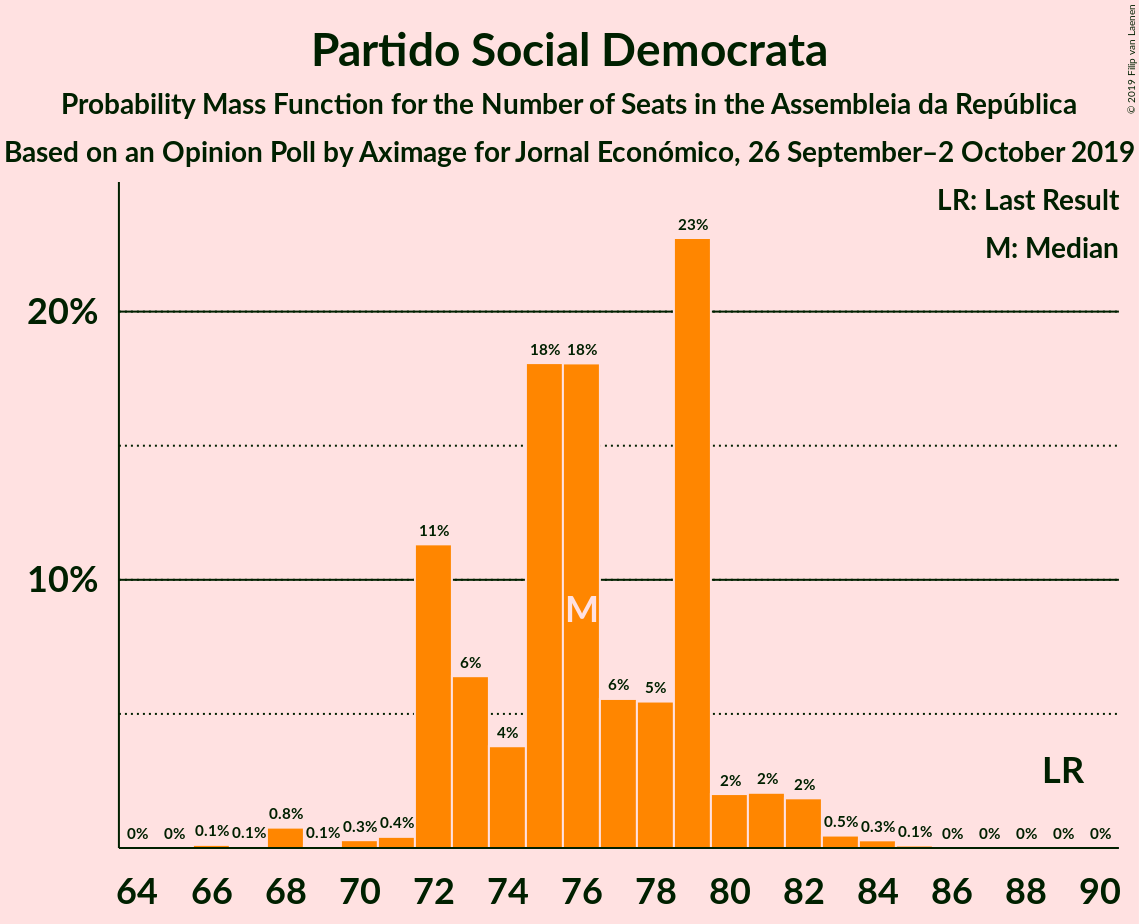 Partido Social Democrata
Probability Mass Function for the Number of Seats in the Assembleia da República
Based on an Opinion Poll by Aximage for Jornal Económico, 26 September–2 October 2019
© 2019 Filip van Laenen
LR: Last Result
M: Median
20%
10%
0% 0% 0.1% 0.1% 0.8% 0.1% 0.3% 0.4% 11% 6% 4% 18% 18% 6% 5% 23% 2% 2% 2% 0.5% 0.3% 0.1% 0% 0% 0% 0% 0%
M
LR
64 66 68 70 72 74 76 78 80 82 84 86 88 90